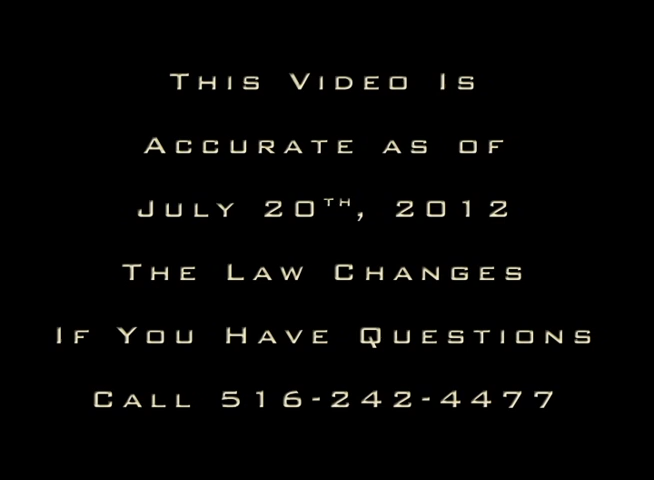 This Video Is
Accurate as of
July 20th, 2012
The Law Changes
If You Have Questions
Call 516-242-4477